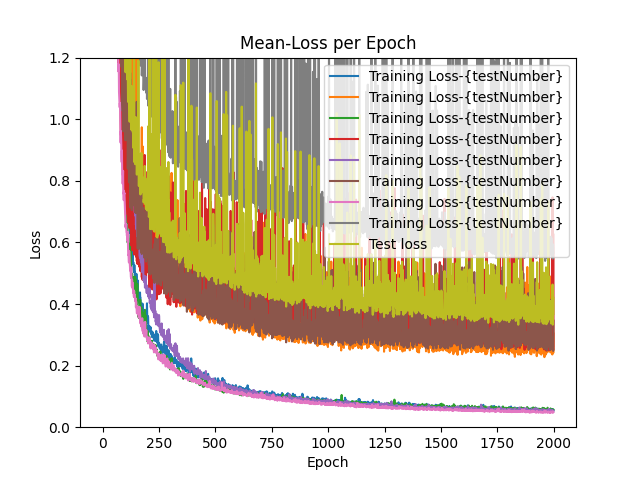 Mean-Loss per Epoch
1.2
1.0
0.8
0.6
0.4
0.2
0.0
Loss
Training Loss-{testNumber}
Training Loss-{testNumber}
Training Loss-{testNumber}
Training Loss-{testNumber}
Training Loss-{testNumber}
Training Loss-{testNumber}
Training Loss-{testNumber}
Training Loss-{testNumber}
Test loss
0 250 500 750 1000 1250 1500 1750 2000
Epoch